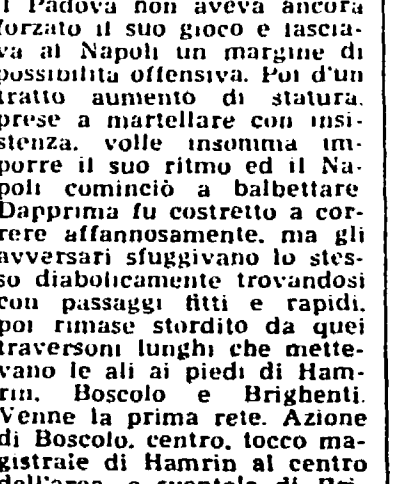 il Padova non aveva ancora
forzato il suo gioco e lascia-
va al Napoli un margine di
possibilità offensiva. Poi d'un
tratto aumentò di statura,
prese a martellare con insi-
stenza, volle insomma im-
porre il suo ritmo ed il Na-
poli cominciò a balbettare
Dapprima fu costretto a cor-
rere affannosamente, ma gli
avversari sfuggivano lo stes-
so diabolicamente trovandosi
con passaggi fitti e rapidi,
poi rimase stordito da quei
traversoni lunghi che mette-
vano le ali ai piedi di Ham-
rin, Boscolo e Brighenti.
Venne la prima rete. Azione
di Boscolo, centro, tocco ma-
gistrale di Hamrin al centro
dell'area, e